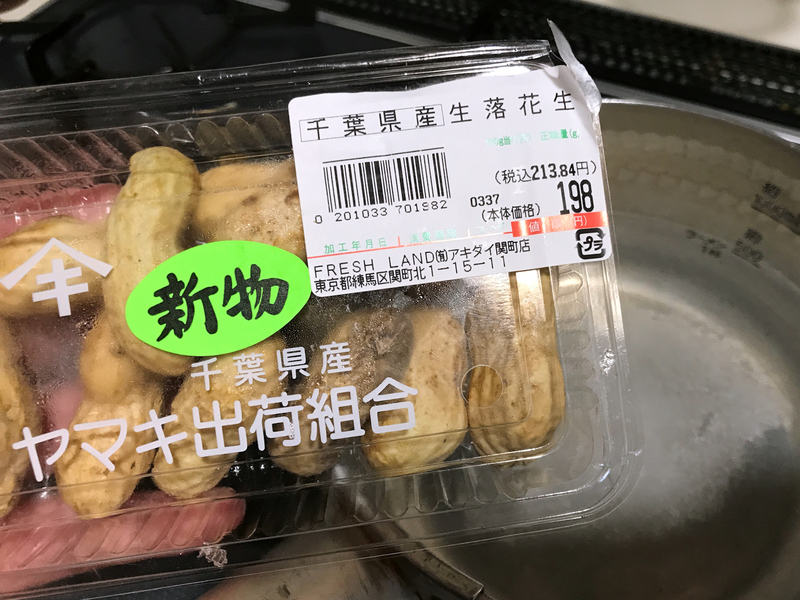 千葉県産生落花生
(税込213.84円)
0337
(本体価格) 198
0 201033 701982
加工年月日
FRESH LAND㈲アキダイ関町店
東京都練馬区関町北1-15-11
プラ
キ
新物
千葉県産
ヤマキ出荷組合